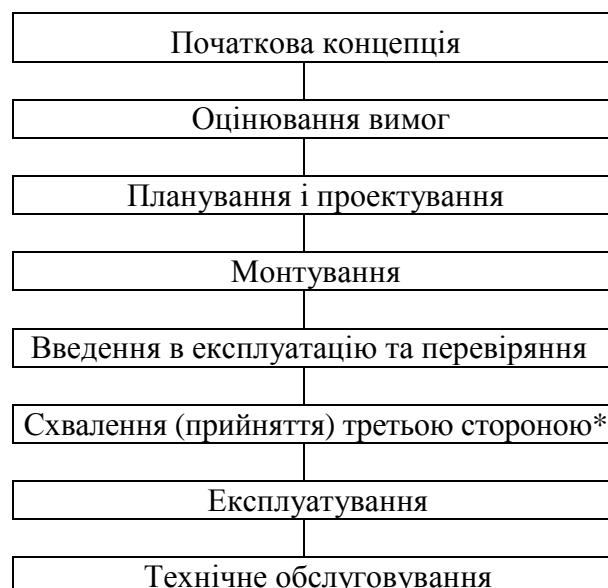 Початкова концепція
Оцінювання вимог
Планування і проектування
Монтування
Введення в експлуатацію та перевіряння
Схвалення (прийняття) третьою стороною*
Експлуатування
Технічне обслуговування